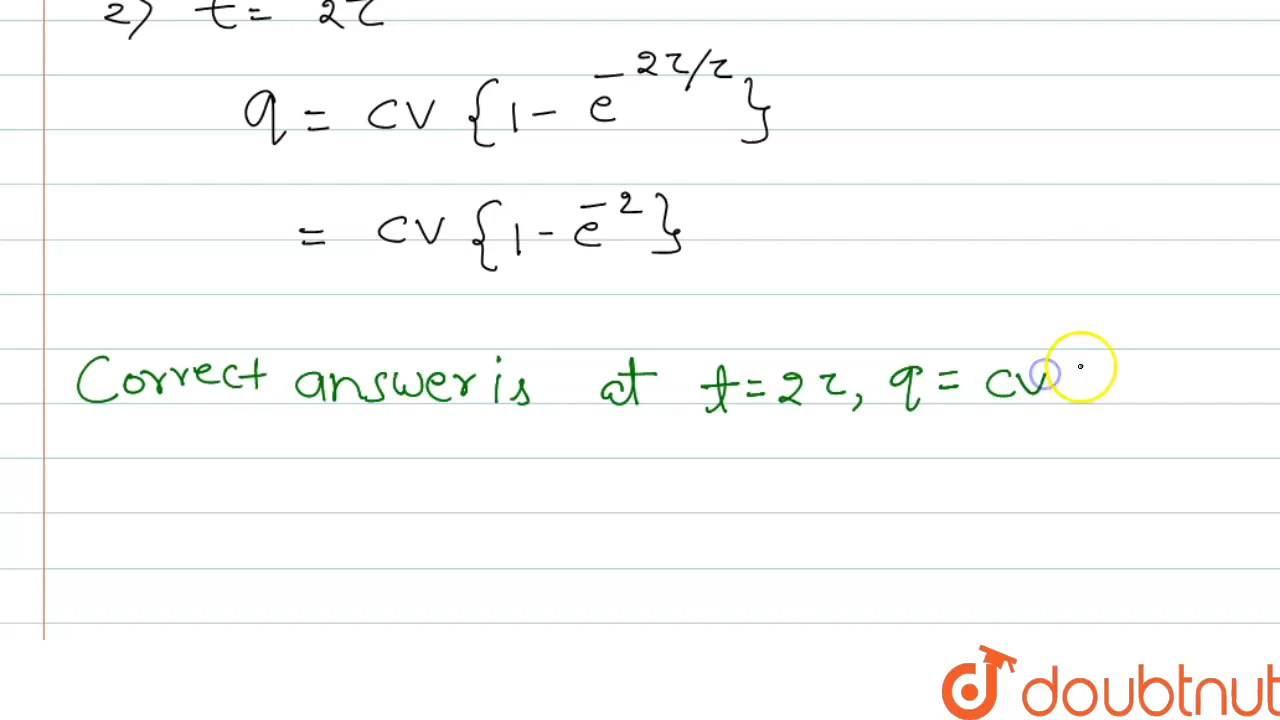 2) t = 2τ
q = CV {1 - e^-2τ/τ}
= CV {1 - e^-2}
Correct answer is at t = 2τ, q = CV
doubtnut